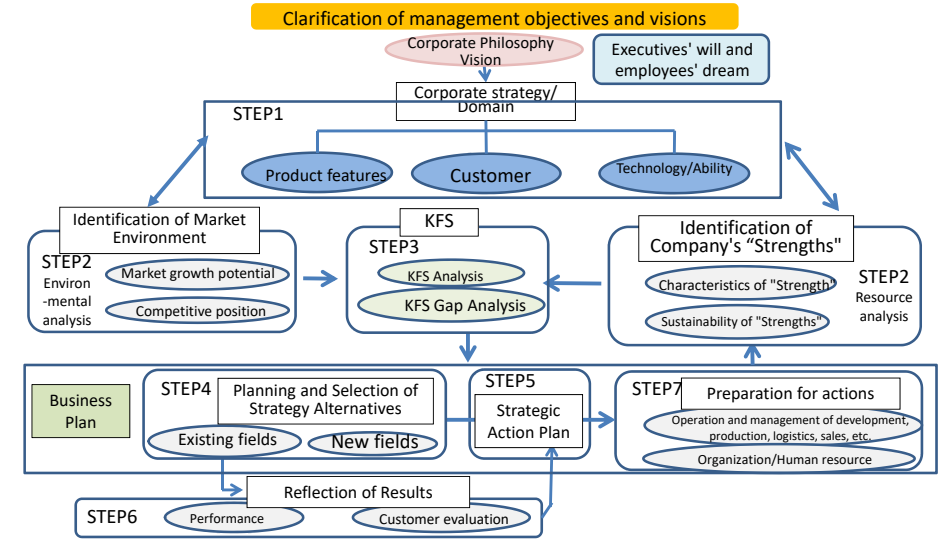 Clarification of management objectives and visions
Corporate Philosophy
Vision
Executives' will and
employees' dream
Corporate strategy/
Domain
STEP1
Product features
Customer
Technology/Ability
Identification of Market
Environment
STEP2
Environ
-mental
analysis
Market growth potential
Competitive position
KFS
STEP3
KFS Analysis
KFS Gap Analysis
Identification of
Company's “Strengths"
STEP2
Resource
analysis
Characteristics of "Strength"
Sustainability of "Strengths"
Business
Plan
STEP4
Planning and Selection of
Strategy Alternatives
Existing fields
New fields
STEP5
Strategic
Action Plan
STEP7
Preparation for actions
Operation and management of development,
production, logistics, sales, etc.
Organization/Human resource
Reflection of Results
STEP6
Performance
Customer evaluation